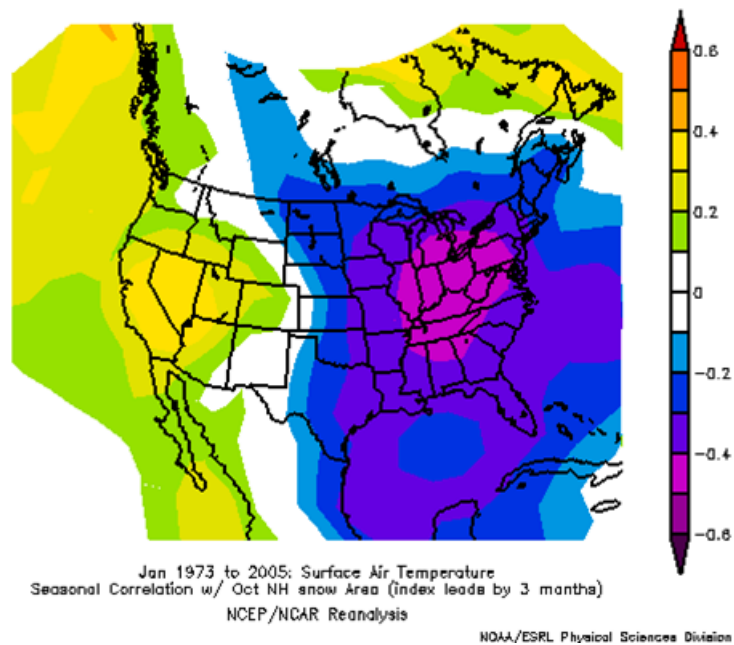 0.6
0.4
0.2
0
-0.2
-0.4
-0.6
Jan 1973 to 2005: Surface Air Temperature
Seasonal Correlation w/ Oct NH snow Area (index leads by 3 months)
NCEP/NCAR Reanalysis
NOAA/ESRL Physical Sciences Division